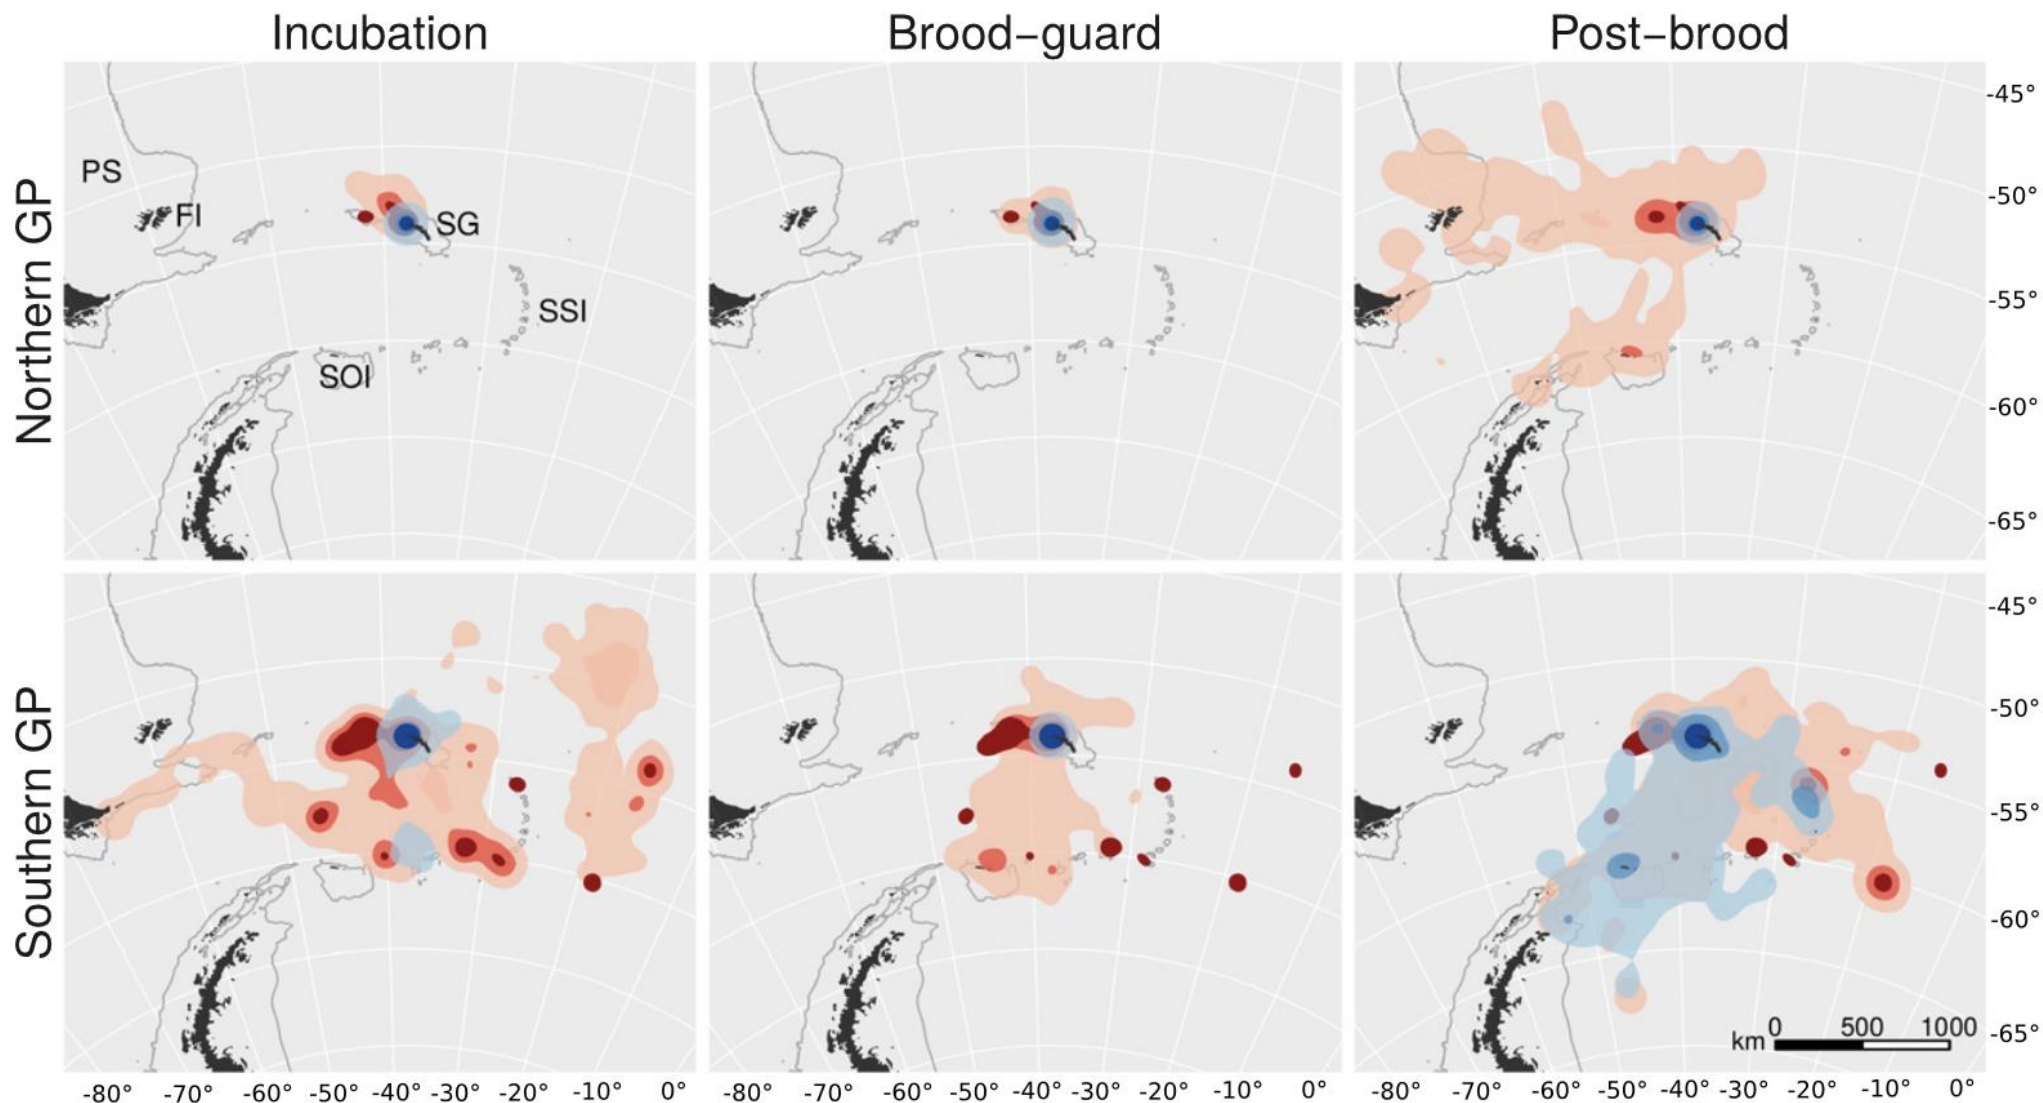 Incubation Brood−guard Post−brood
Northern GP
PS
FI
SG
SSI
SOI
-45°
-50°
-55°
-60°
-65°
Southern GP
-45°
-50°
-55°
-60°
-65°
km 0 500 1000
-80° -70° -60° -50° -40° -30° -20° -10° 0° -80° -70° -60° -50° -40° -30° -20° -10° 0° -80° -70° -60° -50° -40° -30° -20° -10° 0°